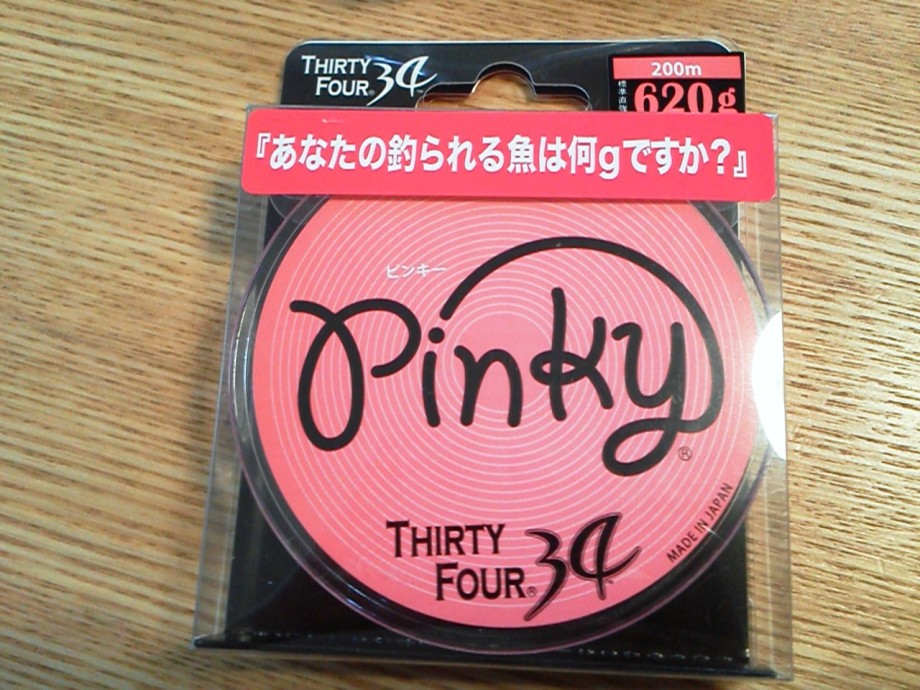 THIRTY
FOUR® 34
200m
標準直強
620g
『あなたの釣られる魚は何gですか?』
ピンキー
Pinky®
MADE IN JAPAN
THIRTY
FOUR® 34